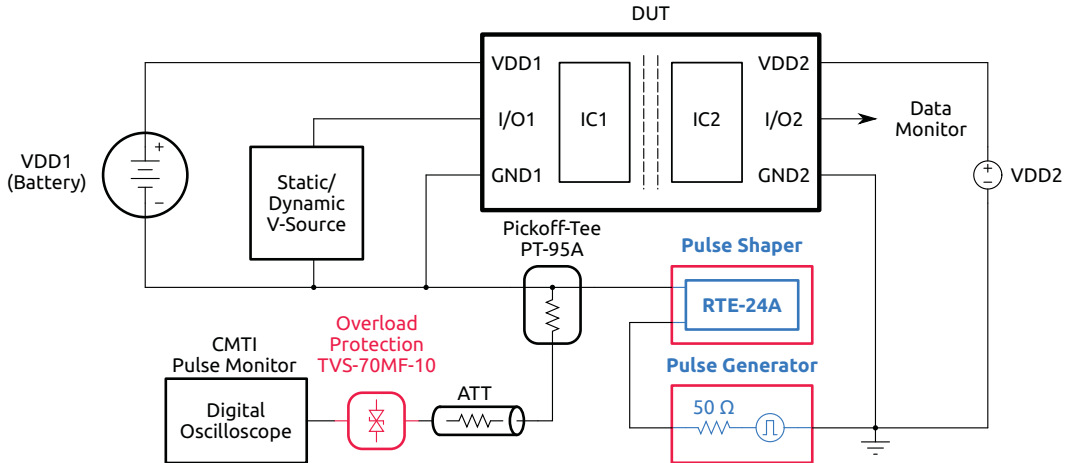 DUT
VDD1
VDD2
I/O1
IC1
IC2
I/O2
Data
Monitor
GND1
GND2
VDD1
(Battery)
+
−
Static/
Dynamic
V-Source
+
−
VDD2
Pickoff-Tee
PT-95A
Pulse Shaper
RTE-24A
Overload
Protection
TVS-70MF-10
CMTI
Pulse Monitor
Digital
Oscilloscope
ATT
Pulse Generator
50 Ω